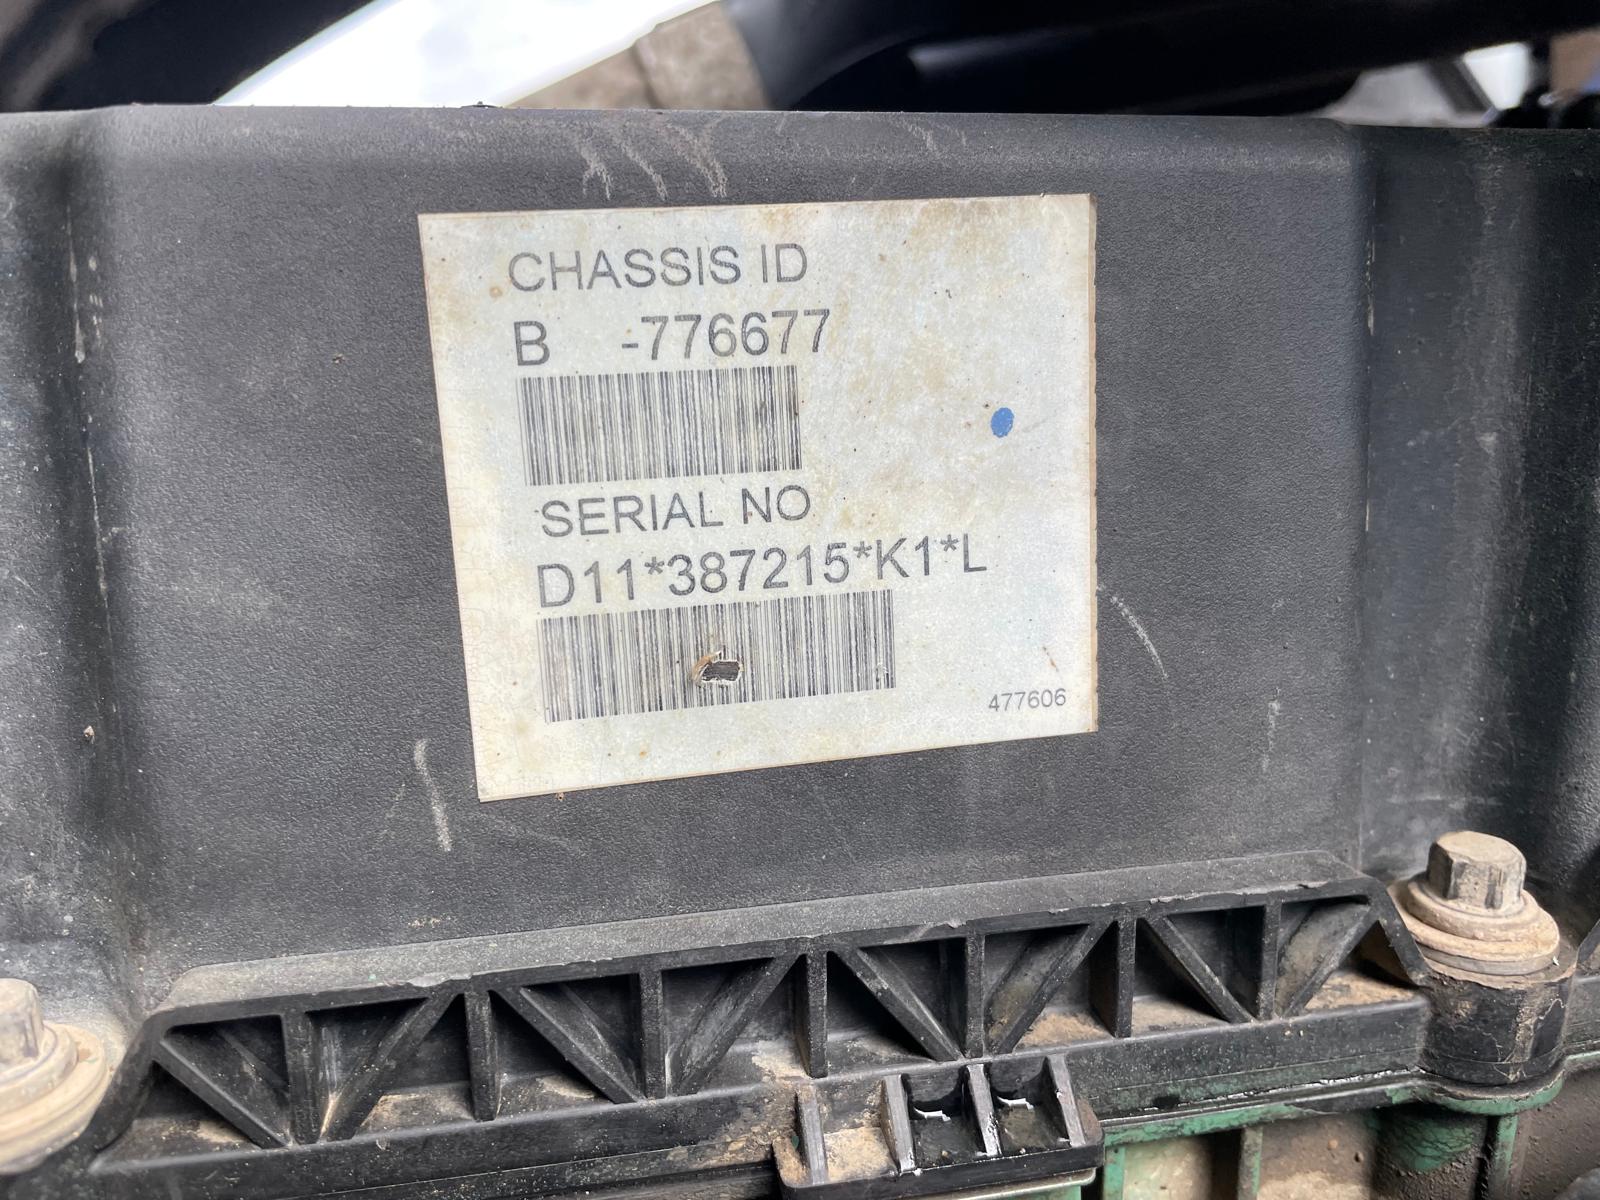 CHASSIS ID
B -776677
SERIAL NO
D11*387215*K1*L
477606